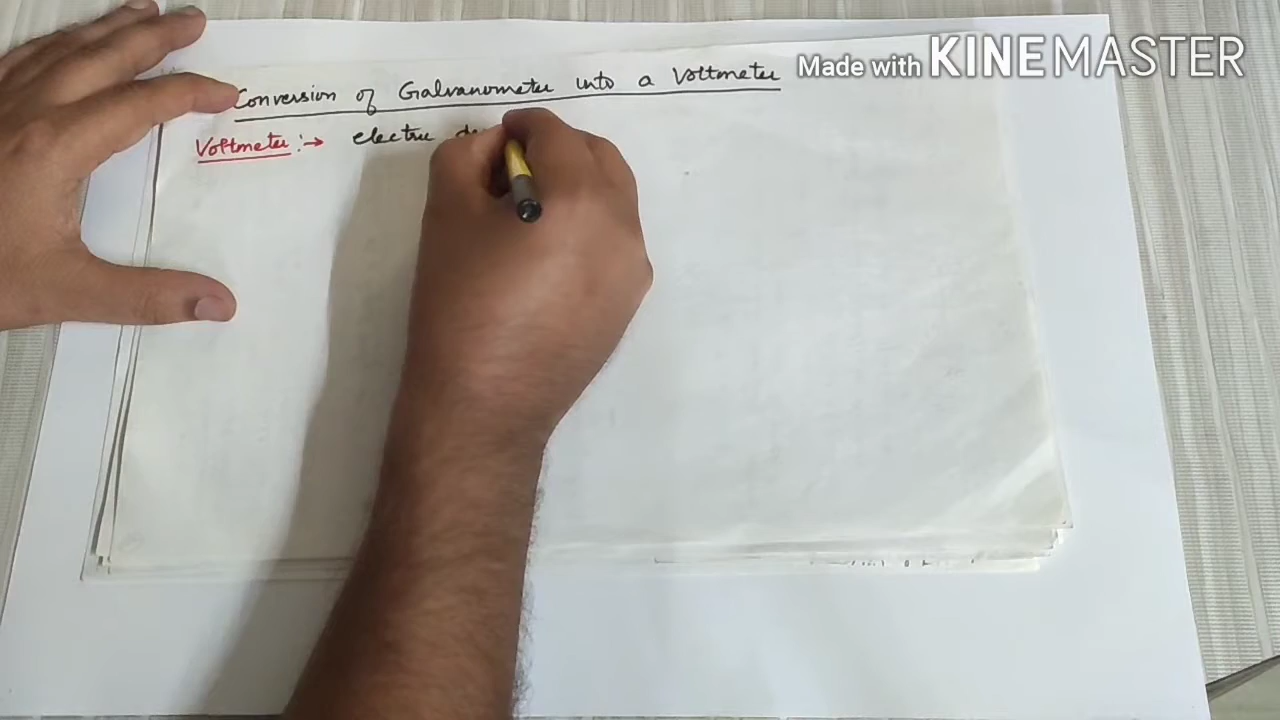 Made with KINEMASTER
Conversion of Galvanometer into a Voltmeter
Voltmeter :→ electric